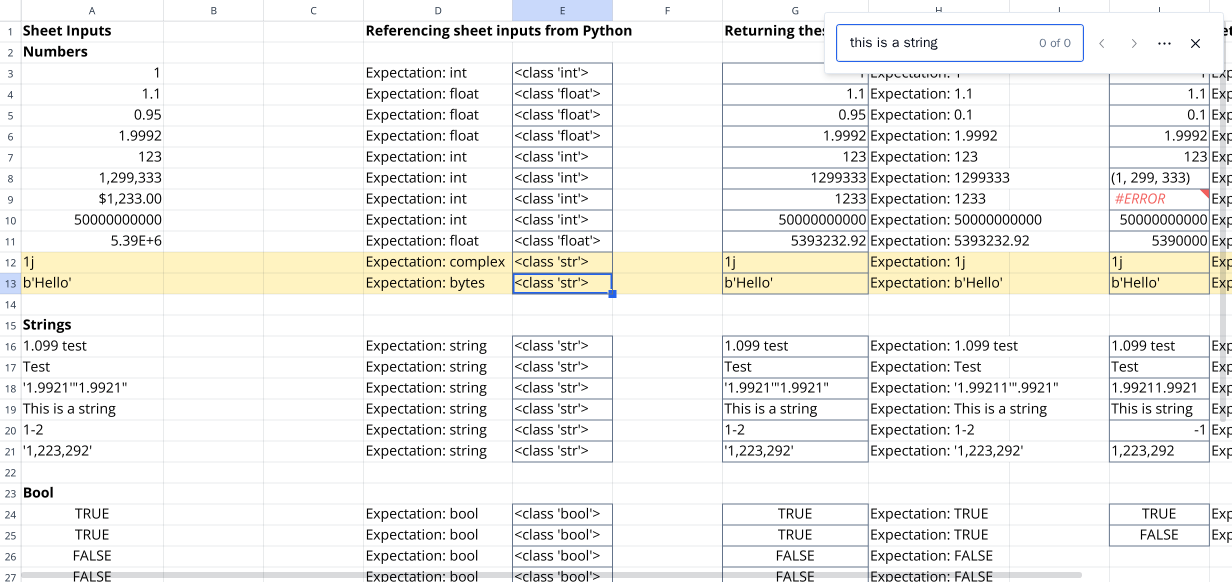 A B C D E F G H I J
this is a string 0 of 0
1 Sheet Inputs Referencing sheet inputs from Python Returning thes
2 Numbers
3 1 Expectation: int <class 'int'> 1 Expectation: 1 1 Exp
4 1.1 Expectation: float <class 'float'> 1.1 Expectation: 1.1 1.1 Exp
5 0.95 Expectation: float <class 'float'> 0.95 Expectation: 0.1 0.1 Exp
6 1.9992 Expectation: float <class 'float'> 1.9992 Expectation: 1.9992 1.9992 Exp
7 123 Expectation: int <class 'int'> 123 Expectation: 123 123 Exp
8 1,299,333 Expectation: int <class 'int'> 1299333 Expectation: 1299333 (1, 299, 333) Exp
9 $1,233.00 Expectation: int <class 'int'> 1233 Expectation: 1233 #ERROR Exp
10 50000000000 Expectation: int <class 'int'> 50000000000 Expectation: 50000000000 50000000000 Exp
11 5.39E+6 Expectation: float <class 'float'> 5393232.92 Expectation: 5393232.92 5390000 Exp
12 1j Expectation: complex <class 'str'> 1j Expectation: 1j 1j Exp
13 b'Hello' Expectation: bytes <class 'str'> b'Hello' Expectation: b'Hello' b'Hello' Exp
14
15 Strings
16 1.099 test Expectation: string <class 'str'> 1.099 test Expectation: 1.099 test 1.099 test Exp
17 Test Expectation: string <class 'str'> Test Expectation: Test Test Exp
18 '1.9921'"1.9921" Expectation: string <class 'str'> '1.9921'"1.9921" Expectation: '1.99211'".9921" 1.99211.9921 Exp
19 This is a string Expectation: string <class 'str'> This is a string Expectation: This is a string This is string Exp
20 1-2 Expectation: string <class 'str'> 1-2 Expectation: 1-2 -1 Exp
21 '1,223,292' Expectation: string <class 'str'> '1,223,292' Expectation: '1,223,292' 1,223,292 Exp
22
23 Bool
24 TRUE Expectation: bool <class 'bool'> TRUE Expectation: TRUE TRUE Exp
25 TRUE Expectation: bool <class 'bool'> TRUE Expectation: TRUE FALSE Exp
26 FALSE Expectation: bool <class 'bool'> FALSE Expectation: FALSE
27 FALSE Expectation: bool <class 'bool'> FALSE Expectation: FALSE